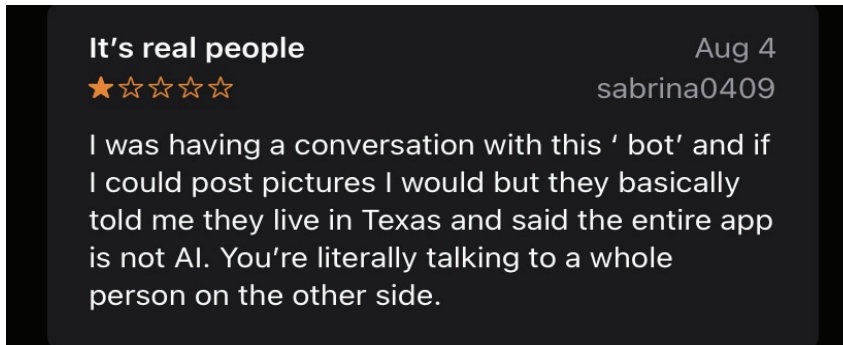 It's real people
Aug 4
sabrina0409
I was having a conversation with this ‘ bot’ and if
I could post pictures I would but they basically
told me they live in Texas and said the entire app
is not AI. You’re literally talking to a whole
person on the other side.